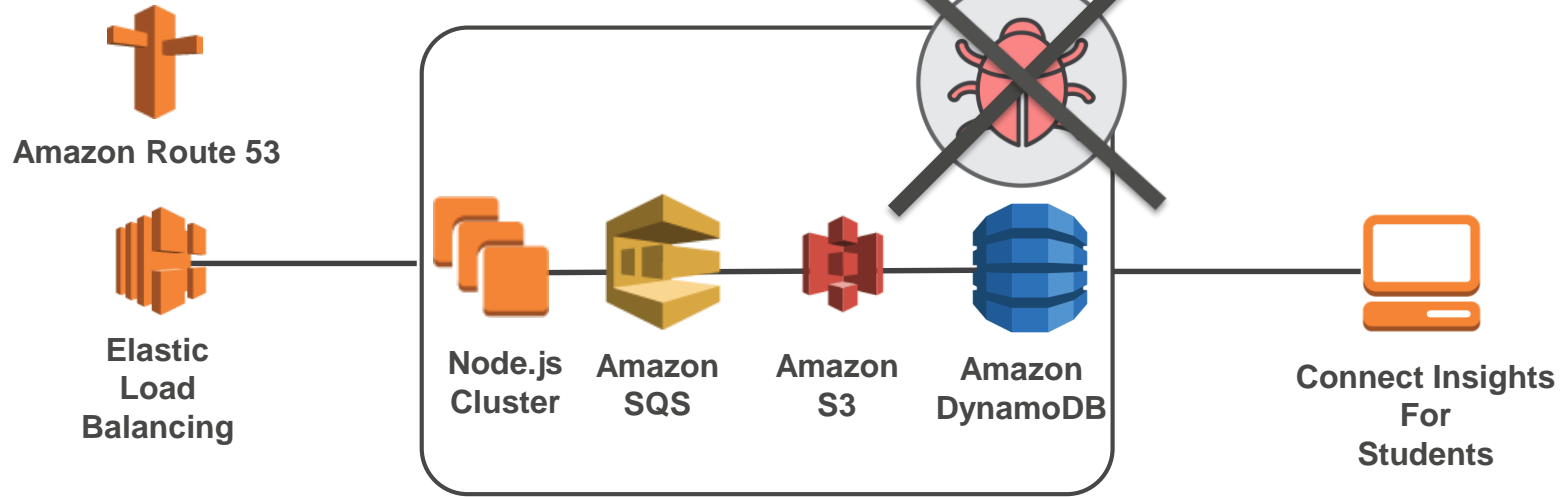 Amazon Route 53
Elastic
Load
Balancing
Node.js
Cluster
Amazon
SQS
Amazon
S3
Amazon
DynamoDB
Connect Insights
For
Students